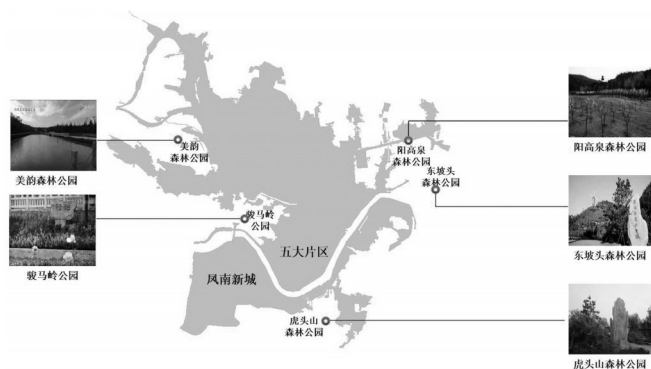 美韵
森林公园
阳高泉
森林公园
阳高泉森林公园
东坡头
森林公园
美韵森林公园
骏马岭
公园
五大片区
东坡头森林公园
骏马岭公园
凤南新城
虎头山
森林公园
虎头山森林公园